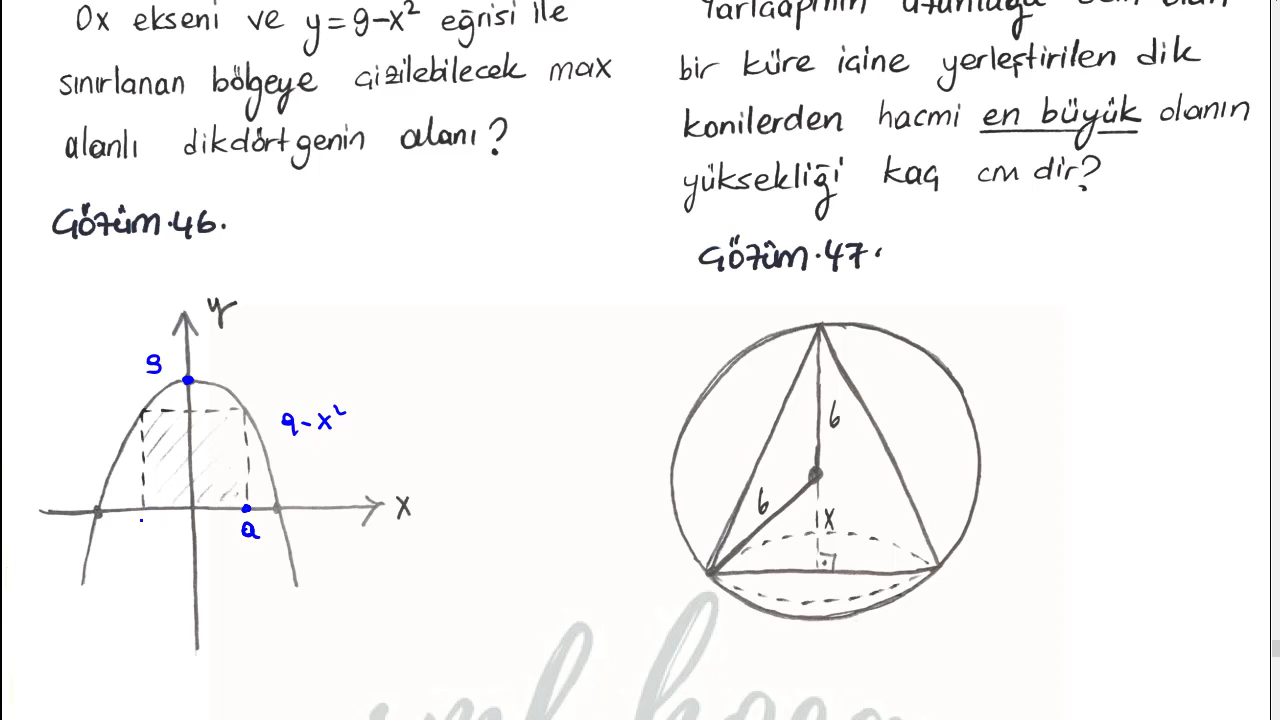 Ox ekseni ve y=9-x² eğrisi ile
sınırlanan bölgeye çizilebilecek max
alanlı dikdörtgenin alanı?
Çözüm.46.
y
9
9-x²
x
a
bir küre içine yerleştirilen dik
konilerden hacmi en büyük olanın
yüksekliği kaç cm dir?
Çözüm.47.
6
6
x